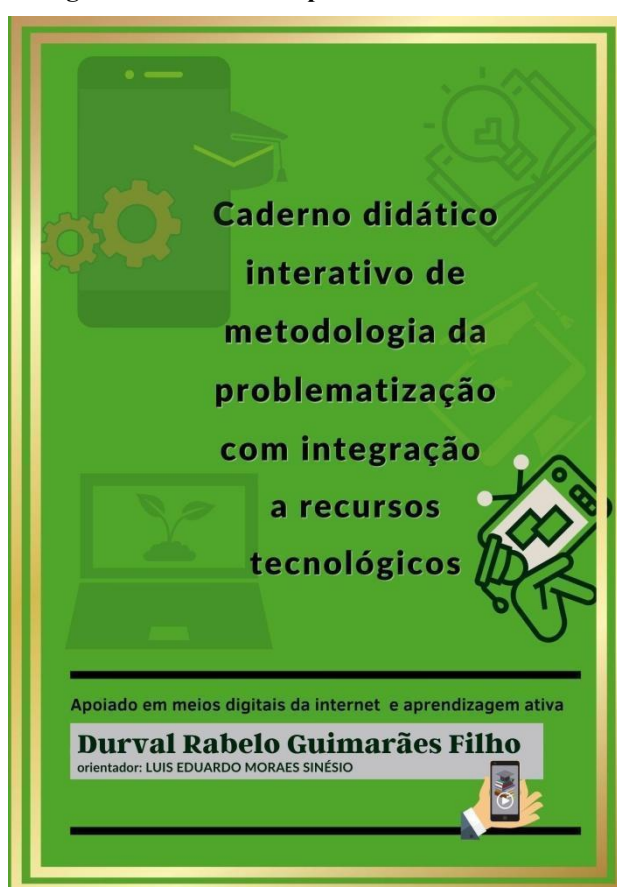 Caderno didático
interativo de
metodologia da
problematização
com integração
a recursos
tecnológicos
Apoiado em meios digitais da internet e aprendizagem ativa
Durval Rabelo Guimarães Filho
orientador: LUIS EDUARDO MORAES SINÉSIO